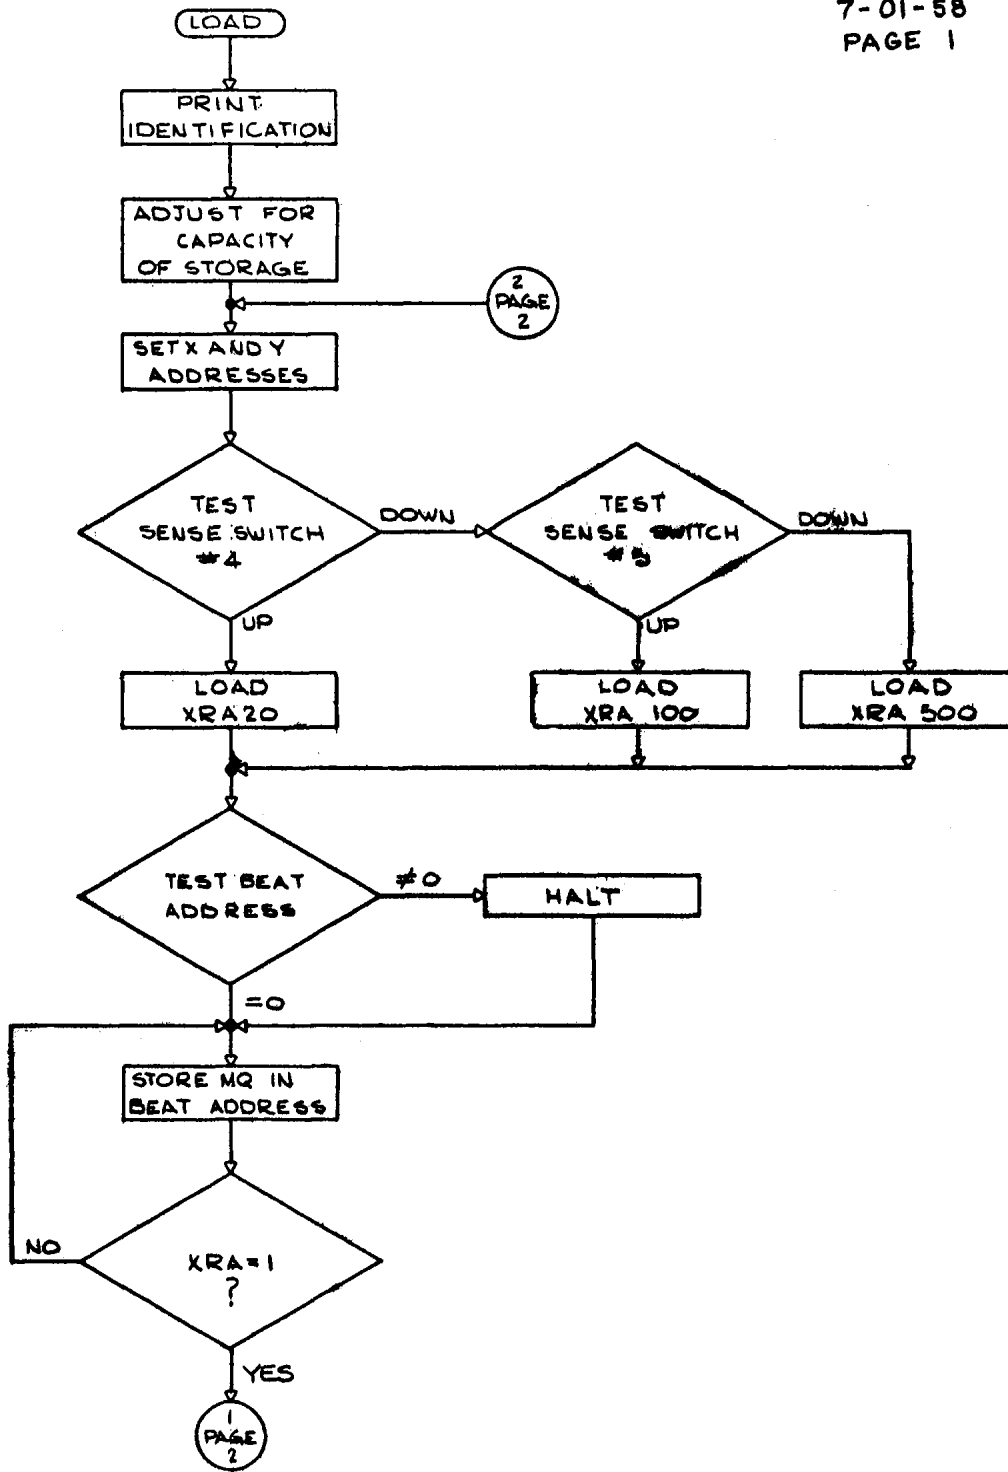 7-01-58
PAGE 1
LOAD
PRINT
IDENTIFICATION
ADJUST FOR
CAPACITY
OF STORAGE
2
PAGE
2
SET X AND Y
ADDRESSES
TEST
SENSE SWITCH
#4
DOWN
TEST
SENSE SWITCH
#5
DOWN
UP
UP
LOAD
XRA 20
LOAD
XRA 100
LOAD
XRA 500
TEST BEAT
ADDRESS
≠0
HALT
=0
STORE MQ IN
BEAT ADDRESS
NO
XRA=1
?
YES
1
PAGE
2